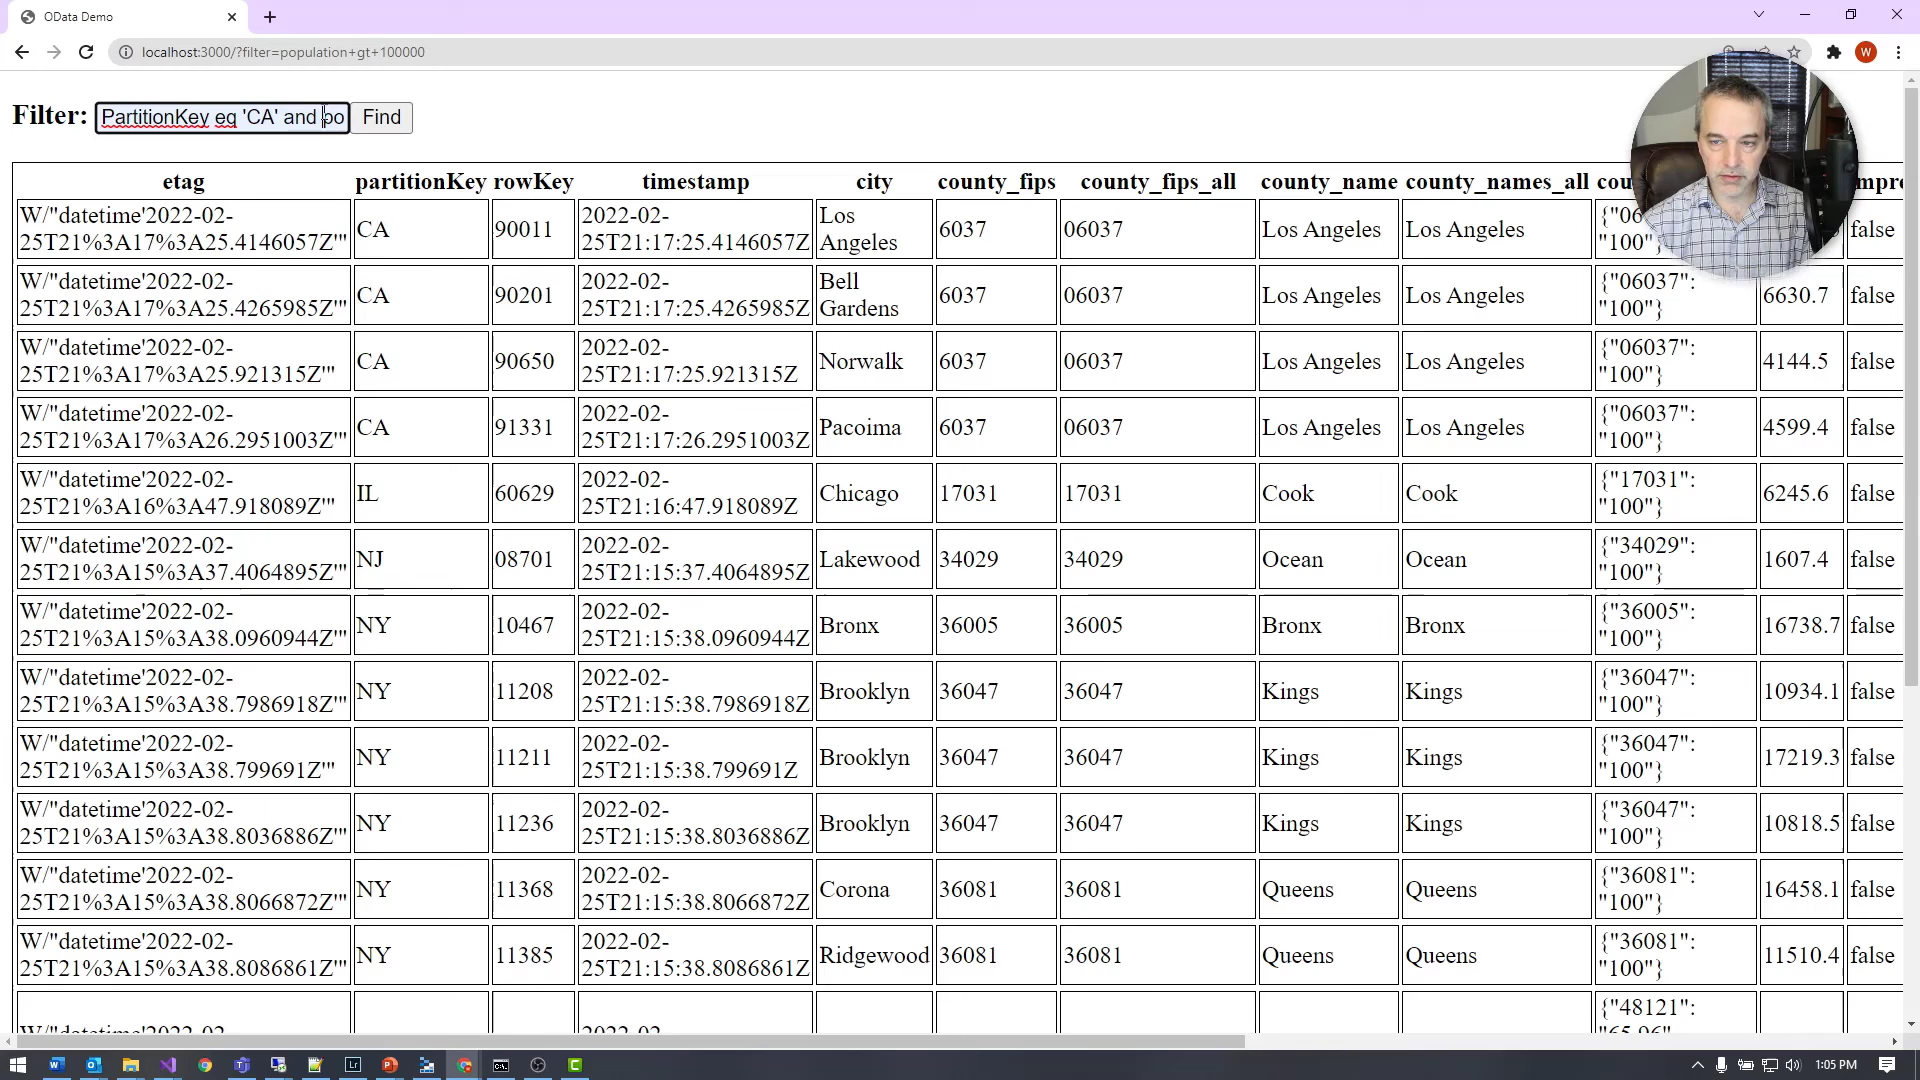 OData Demo
localhost:3000/?filter=population+gt+100000
W
Filter: PartitionKey eq 'CA' and po Find
etag partitionKey rowKey timestamp city county_fips county_fips_all county_name county_names_all
W/"datetime'2022-02-
25T21%3A17%3A25.4146057Z'" CA 90011 2022-02-
25T21:17:25.4146057Z Los
Angeles 6037 06037 Los Angeles Los Angeles "100"} false
W/"datetime'2022-02-
25T21%3A17%3A25.4265985Z'" CA 90201 2022-02-
25T21:17:25.4265985Z Bell
Gardens 6037 06037 Los Angeles Los Angeles {"06037":
"100"} 6630.7 false
W/"datetime'2022-02-
25T21%3A17%3A25.921315Z'" CA 90650 2022-02-
25T21:17:25.921315Z Norwalk 6037 06037 Los Angeles Los Angeles {"06037":
"100"} 4144.5 false
W/"datetime'2022-02-
25T21%3A17%3A26.2951003Z'" CA 91331 2022-02-
25T21:17:26.2951003Z Pacoima 6037 06037 Los Angeles Los Angeles {"06037":
"100"} 4599.4 false
W/"datetime'2022-02-
25T21%3A16%3A47.918089Z'" IL 60629 2022-02-
25T21:16:47.918089Z Chicago 17031 17031 Cook Cook {"17031":
"100"} 6245.6 false
W/"datetime'2022-02-
25T21%3A15%3A37.4064895Z'" NJ 08701 2022-02-
25T21:15:37.4064895Z Lakewood 34029 34029 Ocean Ocean {"34029":
"100"} 1607.4 false
W/"datetime'2022-02-
25T21%3A15%3A38.0960944Z'" NY 10467 2022-02-
25T21:15:38.0960944Z Bronx 36005 36005 Bronx Bronx {"36005":
"100"} 16738.7 false
W/"datetime'2022-02-
25T21%3A15%3A38.7986918Z'" NY 11208 2022-02-
25T21:15:38.7986918Z Brooklyn 36047 36047 Kings Kings {"36047":
"100"} 10934.1 false
W/"datetime'2022-02-
25T21%3A15%3A38.799691Z'" NY 11211 2022-02-
25T21:15:38.799691Z Brooklyn 36047 36047 Kings Kings {"36047":
"100"} 17219.3 false
W/"datetime'2022-02-
25T21%3A15%3A38.8036886Z'" NY 11236 2022-02-
25T21:15:38.8036886Z Brooklyn 36047 36047 Kings Kings {"36047":
"100"} 10818.5 false
W/"datetime'2022-02-
25T21%3A15%3A38.8066872Z'" NY 11368 2022-02-
25T21:15:38.8066872Z Corona 36081 36081 Queens Queens {"36081":
"100"} 16458.1 false
W/"datetime'2022-02-
25T21%3A15%3A38.8086861Z'" NY 11385 2022-02-
25T21:15:38.8086861Z Ridgewood 36081 36081 Queens Queens {"36081":
"100"} 11510.4 false
{"48121":
W/"datetime'2022-02- 2022-02- "65.96"
1:05 PM